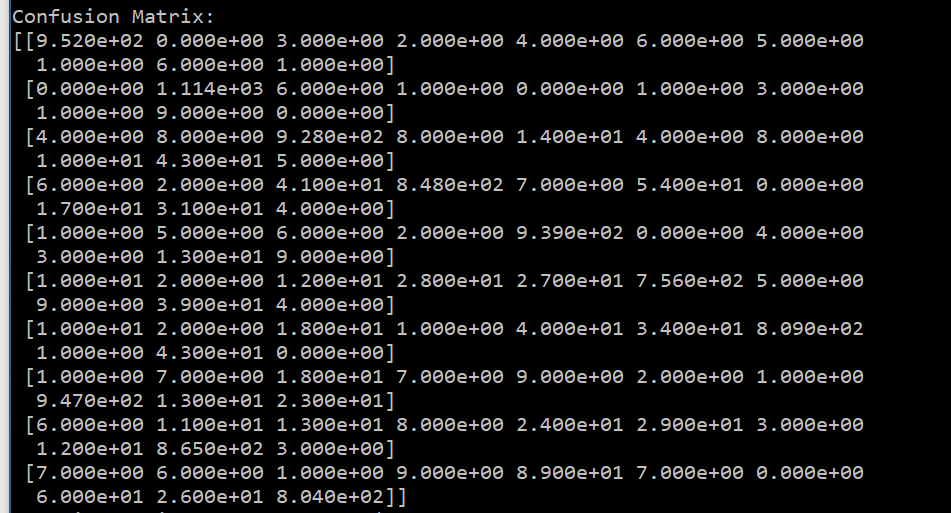 Confusion Matrix:
[[9.520e+02 0.000e+00 3.000e+00 2.000e+00 4.000e+00 6.000e+00 5.000e+00
  1.000e+00 6.000e+00 1.000e+00]
 [0.000e+00 1.114e+03 6.000e+00 1.000e+00 0.000e+00 1.000e+00 3.000e+00
  1.000e+00 9.000e+00 0.000e+00]
 [4.000e+00 8.000e+00 9.280e+02 8.000e+00 1.400e+01 4.000e+00 8.000e+00
  1.000e+01 4.300e+01 5.000e+00]
 [6.000e+00 2.000e+00 4.100e+01 8.480e+02 7.000e+00 5.400e+01 0.000e+00
  1.700e+01 3.100e+01 4.000e+00]
 [1.000e+00 5.000e+00 6.000e+00 2.000e+00 9.390e+02 0.000e+00 4.000e+00
  3.000e+00 1.300e+01 9.000e+00]
 [1.000e+01 2.000e+00 1.200e+01 2.800e+01 2.700e+01 7.560e+02 5.000e+00
  9.000e+00 3.900e+01 4.000e+00]
 [1.000e+01 2.000e+00 1.800e+01 1.000e+00 4.000e+01 3.400e+01 8.090e+02
  1.000e+00 4.300e+01 0.000e+00]
 [1.000e+00 7.000e+00 1.800e+01 7.000e+00 9.000e+00 2.000e+00 1.000e+00
  9.470e+02 1.300e+01 2.300e+01]
 [6.000e+00 1.100e+01 1.300e+01 8.000e+00 2.400e+01 2.900e+01 3.000e+00
  1.200e+01 8.650e+02 3.000e+00]
 [7.000e+00 6.000e+00 1.000e+00 9.000e+00 8.900e+01 7.000e+00 0.000e+00
  6.000e+01 2.600e+01 8.040e+02]]